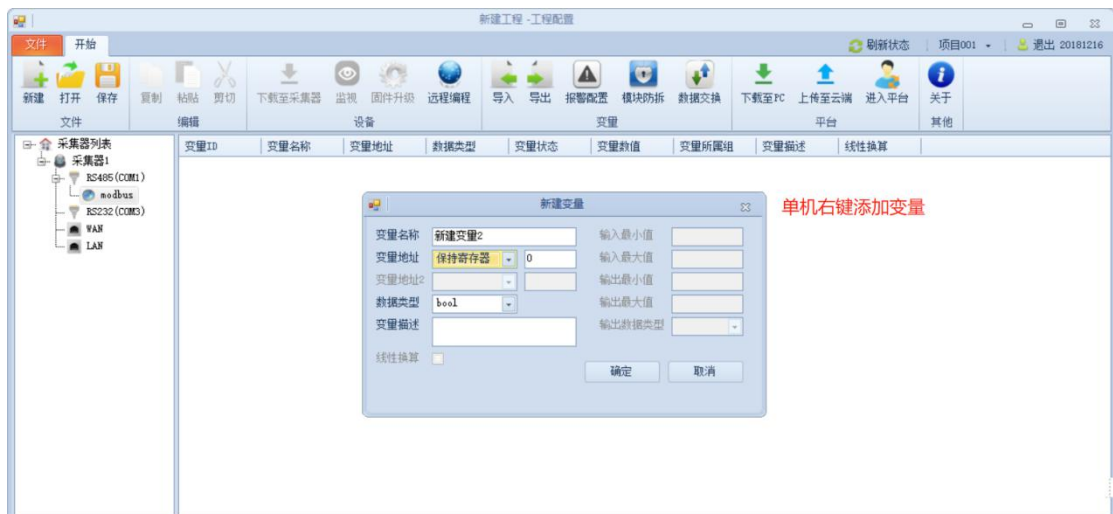 新建工程 -工程配置
文件 开始 刷新状态 项目001 退出 20181216
新建 打开 保存 复制 粘贴 剪切 下载至采集器 监视 固件升级 远程编程 导入 导出 报警配置 模块防拆 数据交换 下载至PC 上传至云端 进入平台 关于
文件 编辑 设备 变量 平台 其他
采集器列表
采集器1
RS485(COM1)
modbus
RS232(COM3)
WAN
LAN
变量ID 变量名称 变量地址 数据类型 变量状态 变量数值 变量所属组 变量描述 线性换算
新建变量
变量名称 新建变量2 输入最小值
变量地址 保持寄存器 0 输入最大值
变量地址2 输出最小值
数据类型 bool 输出最大值
变量描述 输出数据类型
线性换算
确定 取消
单机右键添加变量